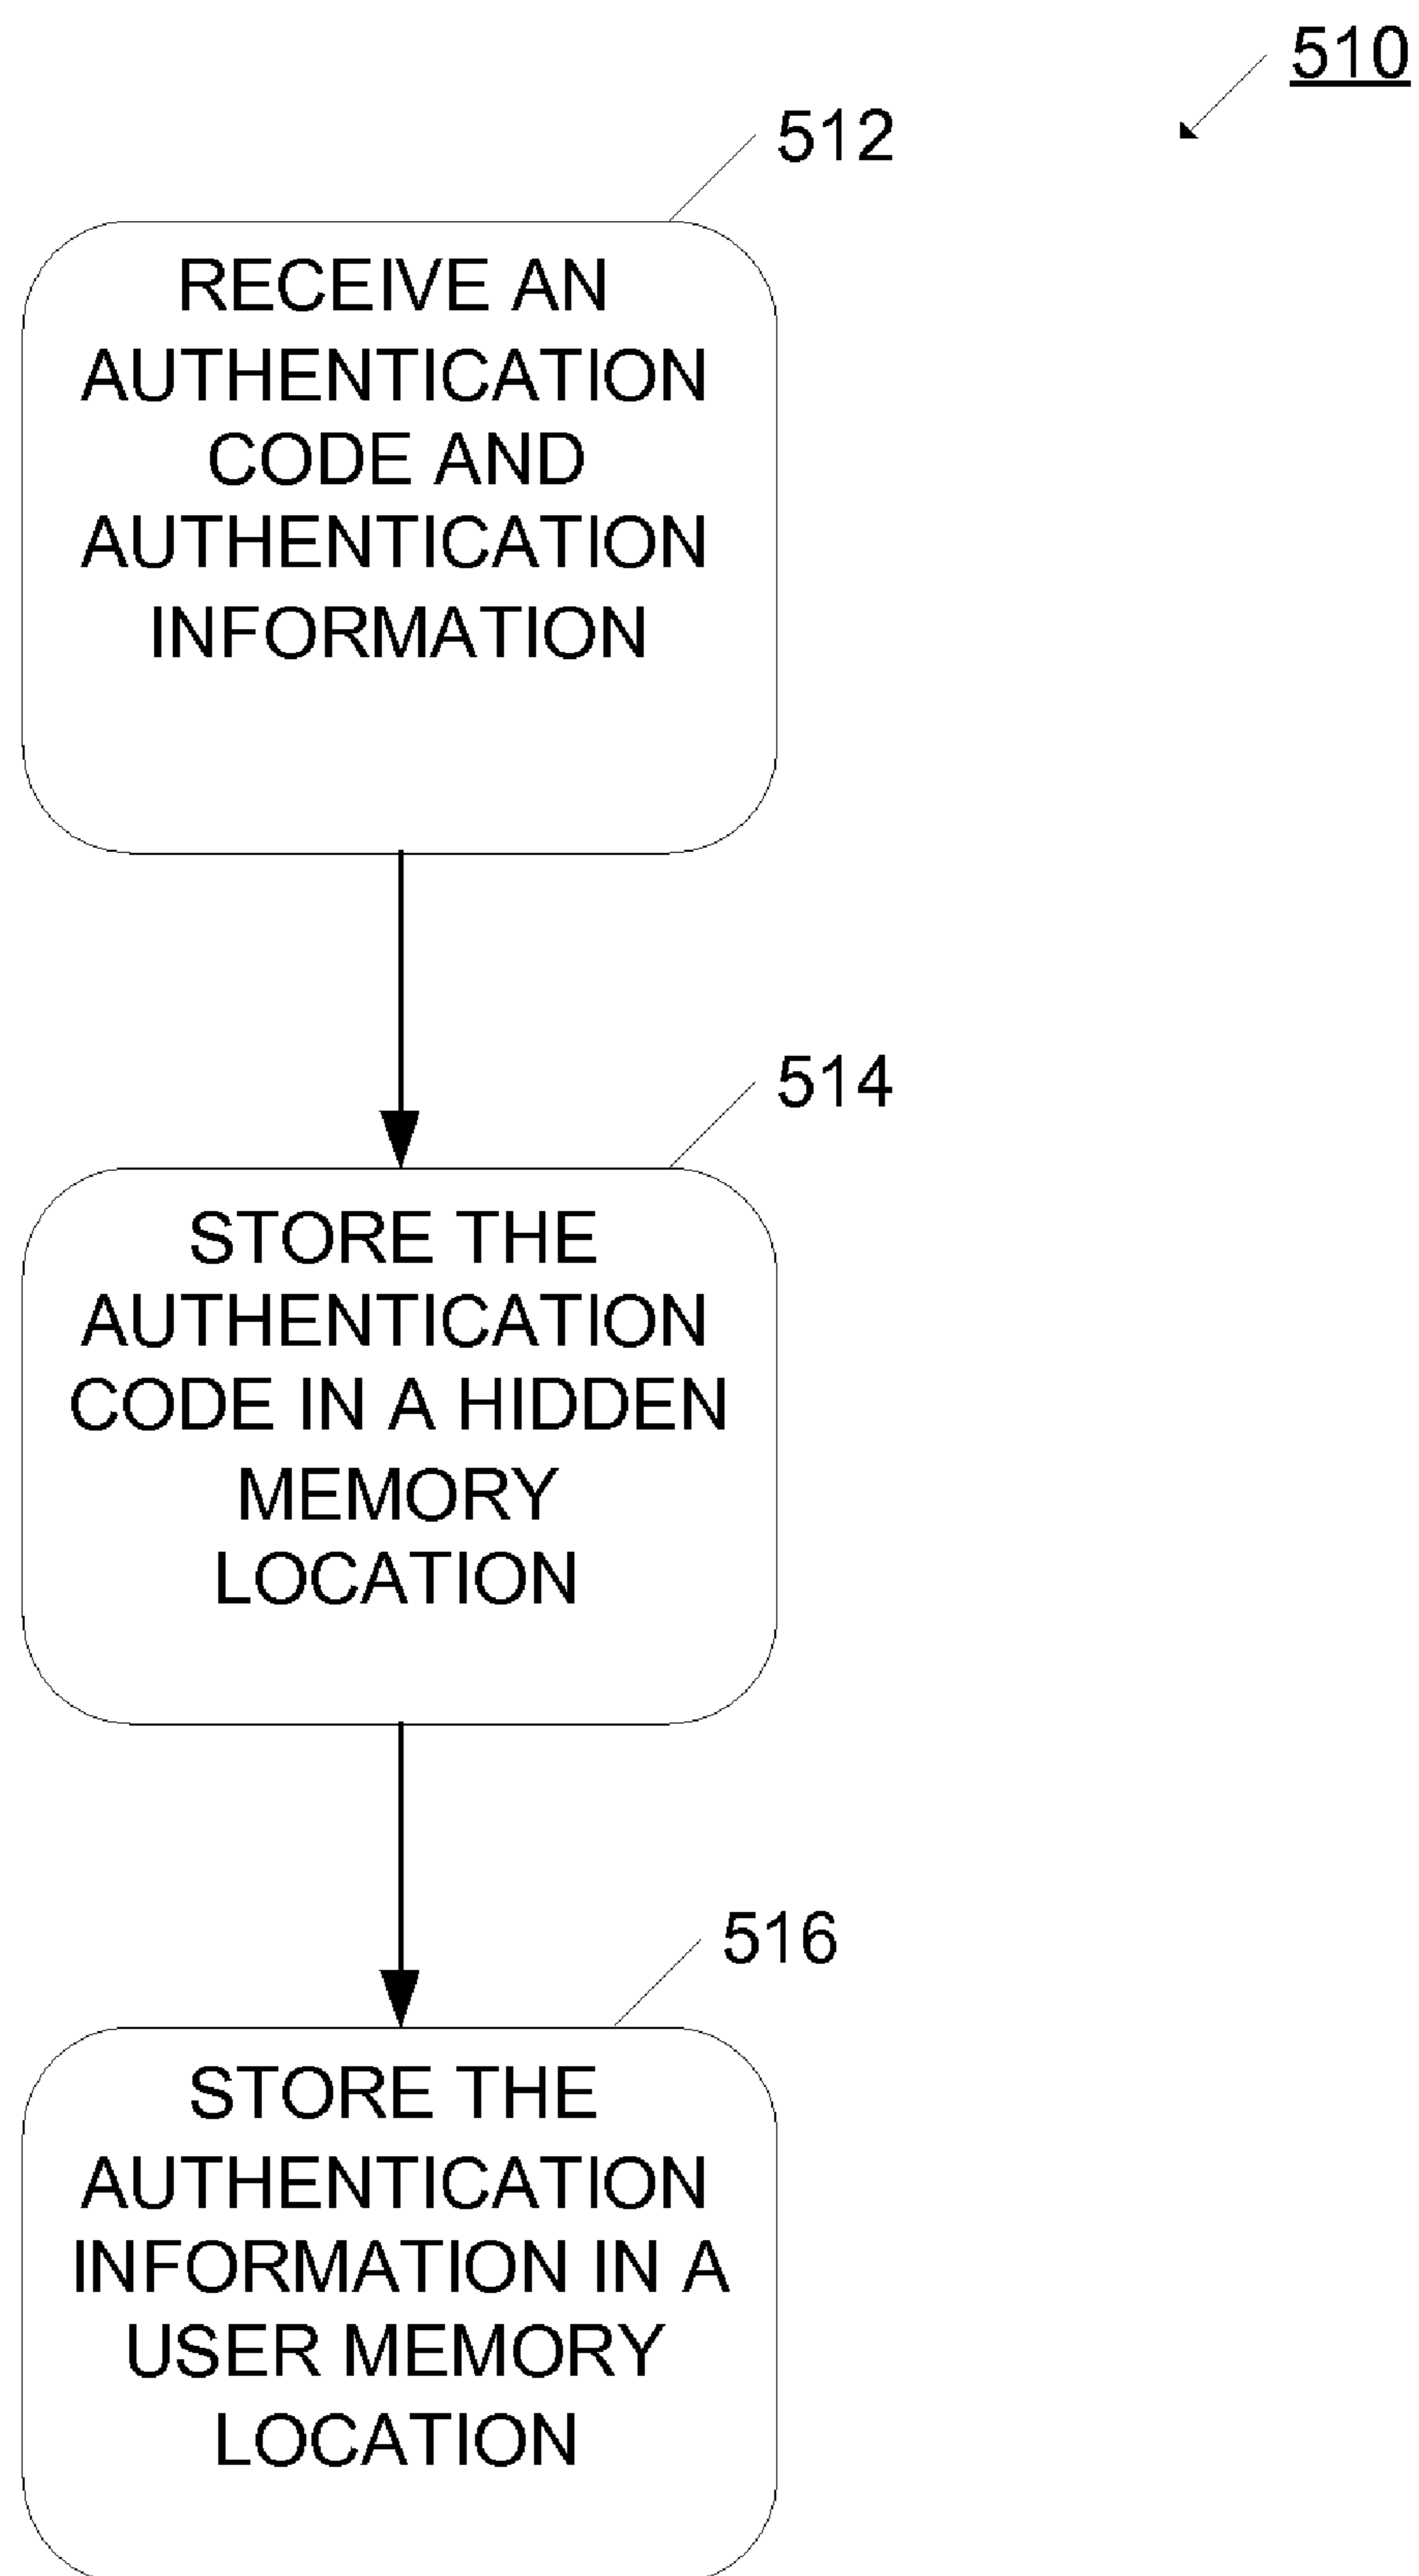 510
512
RECEIVE AN
AUTHENTICATION
CODE AND
AUTHENTICATION
INFORMATION
514
STORE THE
AUTHENTICATION
CODE IN A HIDDEN
MEMORY
LOCATION
516
STORE THE
AUTHENTICATION
INFORMATION IN A
USER MEMORY
LOCATION